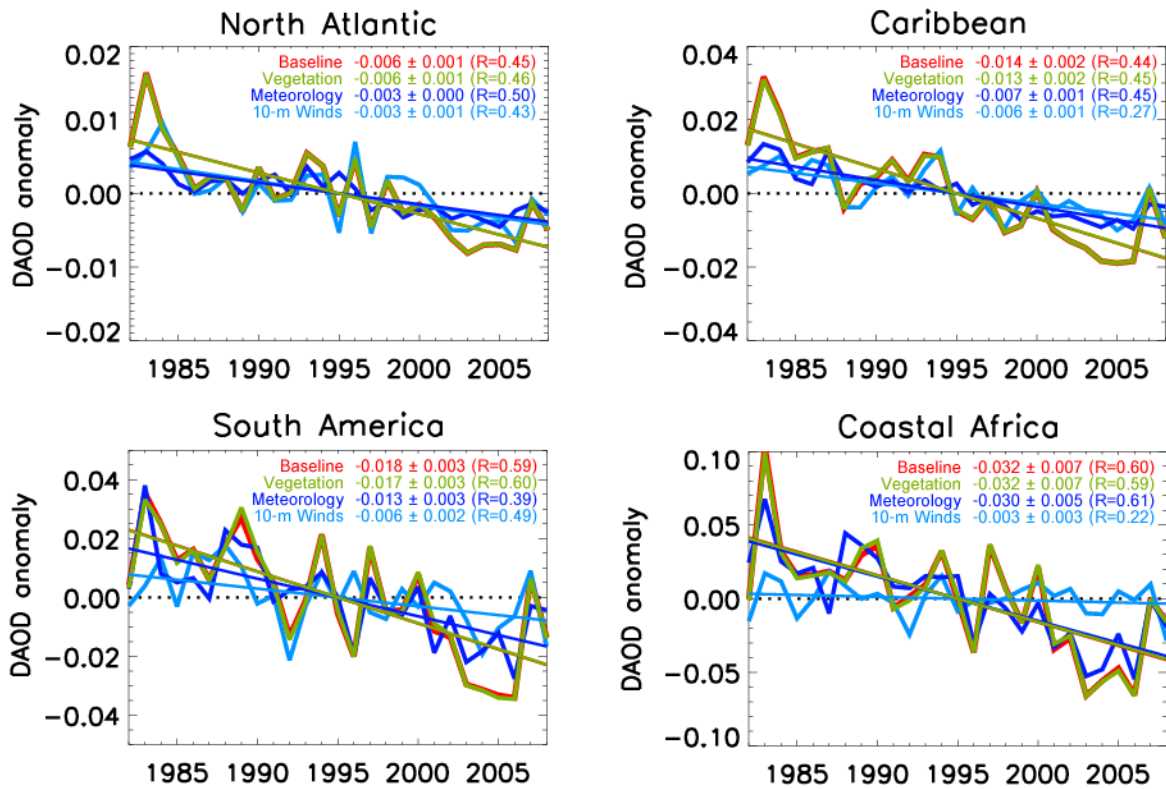 North Atlantic
Baseline -0.006 ± 0.001 (R=0.45)
Vegetation -0.006 ± 0.001 (R=0.46)
Meteorology -0.003 ± 0.000 (R=0.50)
10-m Winds -0.003 ± 0.001 (R=0.43)
DAOD anomaly
0.02
0.01
0.00
-0.01
-0.02
1985 1990 1995 2000 2005
Caribbean
Baseline -0.014 ± 0.002 (R=0.44)
Vegetation -0.013 ± 0.002 (R=0.45)
Meteorology -0.007 ± 0.001 (R=0.45)
10-m Winds -0.006 ± 0.001 (R=0.27)
DAOD anomaly
0.04
0.02
0.00
-0.02
-0.04
1985 1990 1995 2000 2005
South America
Baseline -0.018 ± 0.003 (R=0.59)
Vegetation -0.017 ± 0.003 (R=0.60)
Meteorology -0.013 ± 0.003 (R=0.39)
10-m Winds -0.006 ± 0.002 (R=0.49)
DAOD anomaly
0.04
0.02
0.00
-0.02
-0.04
1985 1990 1995 2000 2005
Coastal Africa
Baseline -0.032 ± 0.007 (R=0.60)
Vegetation -0.032 ± 0.007 (R=0.59)
Meteorology -0.030 ± 0.005 (R=0.61)
10-m Winds -0.003 ± 0.003 (R=0.22)
DAOD anomaly
0.10
0.05
0.00
-0.05
-0.10
1985 1990 1995 2000 2005